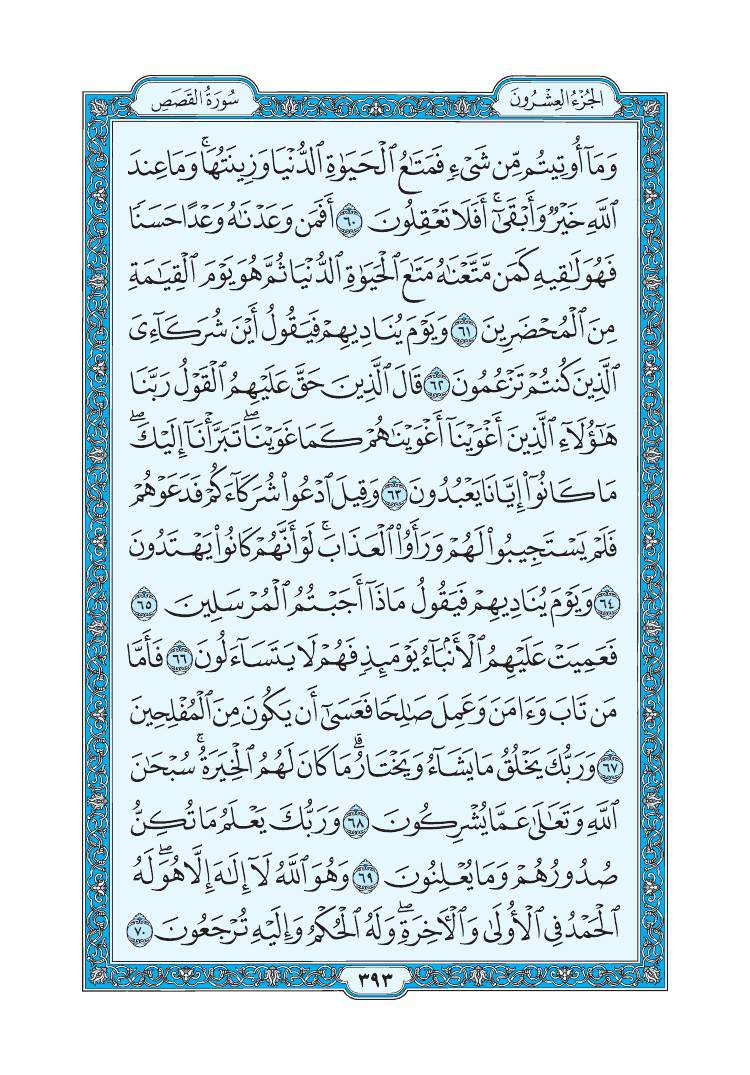 الجُزْءُ العِشْرُونَ
سُورَةُ القَصَصِ
وَمَآ أُوتِيتُم مِّن شَىْءٍ فَمَتَٰعُ ٱلْحَيَوٰةِ ٱلدُّنْيَا وَزِينَتُهَا ۚ وَمَا عِندَ
ٱللَّهِ خَيْرٌ وَأَبْقَىٰٓ ۚ أَفَلَا تَعْقِلُونَ ٦٠ أَفَمَن وَعَدْنَٰهُ وَعْدًا حَسَنًا
فَهُوَ لَٰقِيهِ كَمَن مَّتَّعْنَٰهُ مَتَٰعَ ٱلْحَيَوٰةِ ٱلدُّنْيَا ثُمَّ هُوَ يَوْمَ ٱلْقِيَٰمَةِ
مِنَ ٱلْمُحْضَرِينَ ٦١ وَيَوْمَ يُنَادِيهِمْ فَيَقُولُ أَيْنَ شُرَكَآءِىَ
ٱلَّذِينَ كُنتُمْ تَزْعُمُونَ ٦٢ قَالَ ٱلَّذِينَ حَقَّ عَلَيْهِمُ ٱلْقَوْلُ رَبَّنَا
هَٰٓؤُلَآءِ ٱلَّذِينَ أَغْوَيْنَآ أَغْوَيْنَٰهُمْ كَمَا غَوَيْنَا ۖ تَبَرَّأْنَآ إِلَيْكَ ۖ
مَا كَانُوٓا۟ إِيَّانَا يَعْبُدُونَ ٦٣ وَقِيلَ ٱدْعُوا۟ شُرَكَآءَكُمْ فَدَعَوْهُمْ
فَلَمْ يَسْتَجِيبُوا۟ لَهُمْ وَرَأَوُا۟ ٱلْعَذَابَ ۚ لَوْ أَنَّهُمْ كَانُوا۟ يَهْتَدُونَ
٦٤ وَيَوْمَ يُنَادِيهِمْ فَيَقُولُ مَاذَآ أَجَبْتُمُ ٱلْمُرْسَلِينَ ٦٥
فَعَمِيَتْ عَلَيْهِمُ ٱلْأَنۢبَآءُ يَوْمَئِذٍ فَهُمْ لَا يَتَسَآءَلُونَ ٦٦ فَأَمَّا
مَن تَابَ وَءَامَنَ وَعَمِلَ صَٰلِحًا فَعَسَىٰٓ أَن يَكُونَ مِنَ ٱلْمُفْلِحِينَ
٦٧ وَرَبُّكَ يَخْلُقُ مَا يَشَآءُ وَيَخْتَارُ ۗ مَا كَانَ لَهُمُ ٱلْخِيَرَةُ ۚ سُبْحَٰنَ
ٱللَّهِ وَتَعَٰلَىٰ عَمَّا يُشْرِكُونَ ٦٨ وَرَبُّكَ يَعْلَمُ مَا تُكِنُّ
صُدُورُهُمْ وَمَا يُعْلِنُونَ ٦٩ وَهُوَ ٱللَّهُ لَآ إِلَٰهَ إِلَّا هُوَ ۖ لَهُ
ٱلْحَمْدُ فِى ٱلْأُولَىٰ وَٱلْءَاخِرَةِ ۖ وَلَهُ ٱلْحُكْمُ وَإِلَيْهِ تُرْجَعُونَ ٧٠
٣٩٣